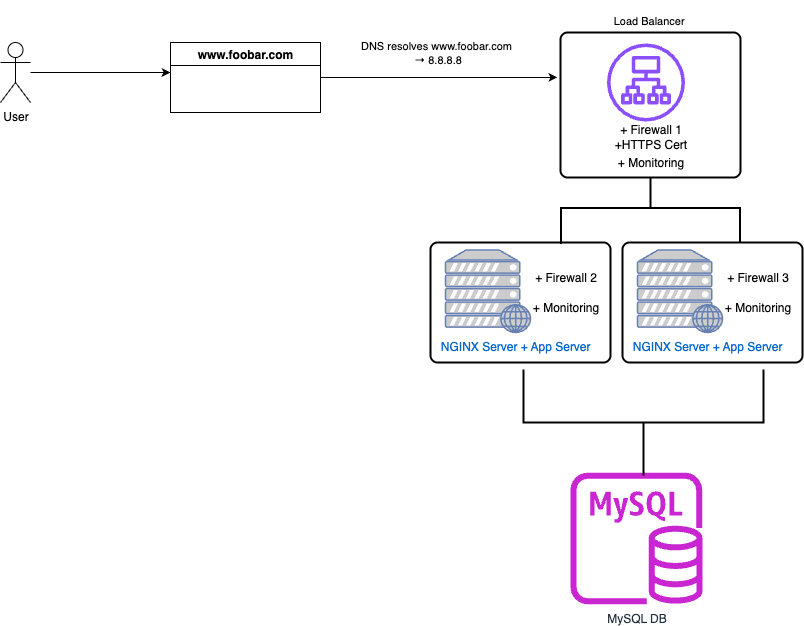 Load Balancer
User
www.foobar.com
DNS resolves www.foobar.com
→ 8.8.8.8
+ Firewall 1
+HTTPS Cert
+ Monitoring
+ Firewall 2
+ Monitoring
NGINX Server + App Server
+ Firewall 3
+ Monitoring
NGINX Server + App Server
MySQL
MySQL DB